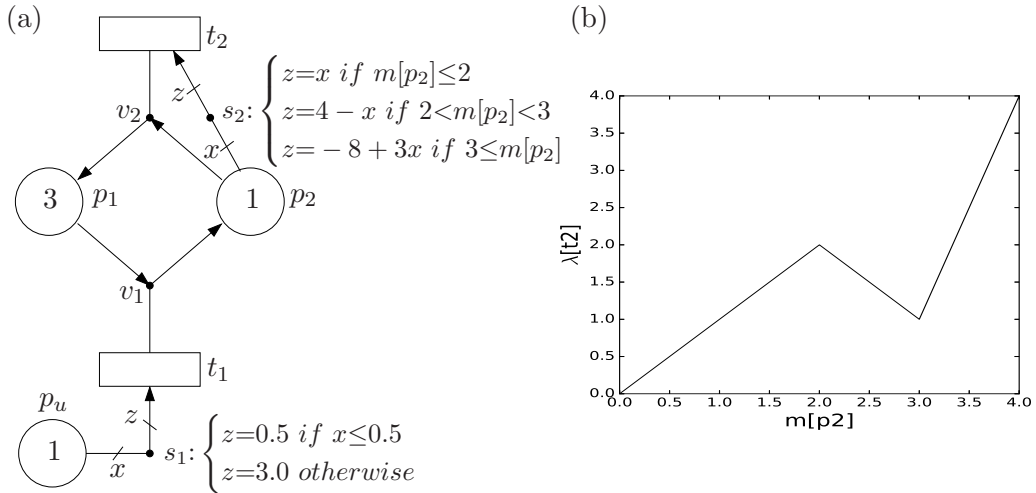 (a)
t2
z
v2
s2:
z=x if m[p2]≤2
z=4 − x if 2<m[p2]<3
z= − 8 + 3x if 3≤m[p2]
x
3
p1
1
p2
v1
t1
pu
z
1
x
s1:
z=0.5 if x≤0.5
z=3.0 otherwise
(b)
4.0
3.5
3.0
2.5
2.0
1.5
1.0
0.5
0.0
λ[t2]
0.0 0.5 1.0 1.5 2.0 2.5 3.0 3.5 4.0
m[p2]